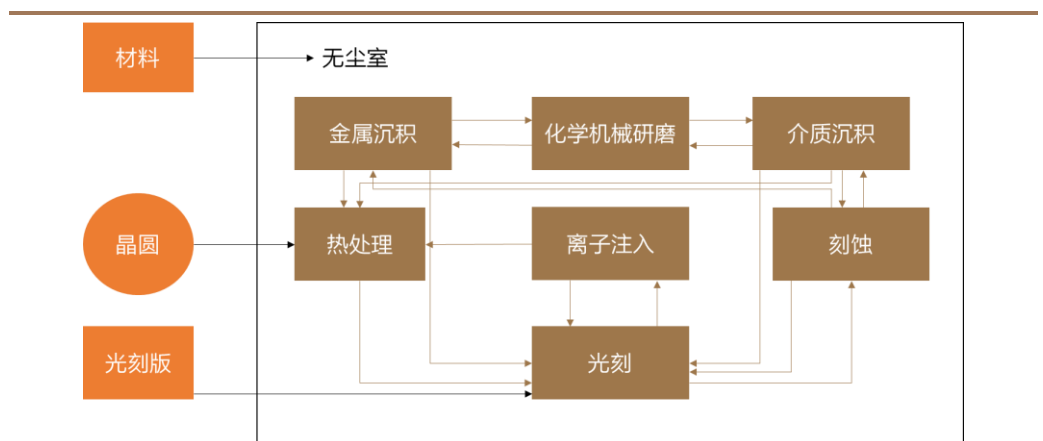 材料
无尘室
金属沉积
化学机械研磨
介质沉积
晶圆
热处理
离子注入
刻蚀
光刻版
光刻